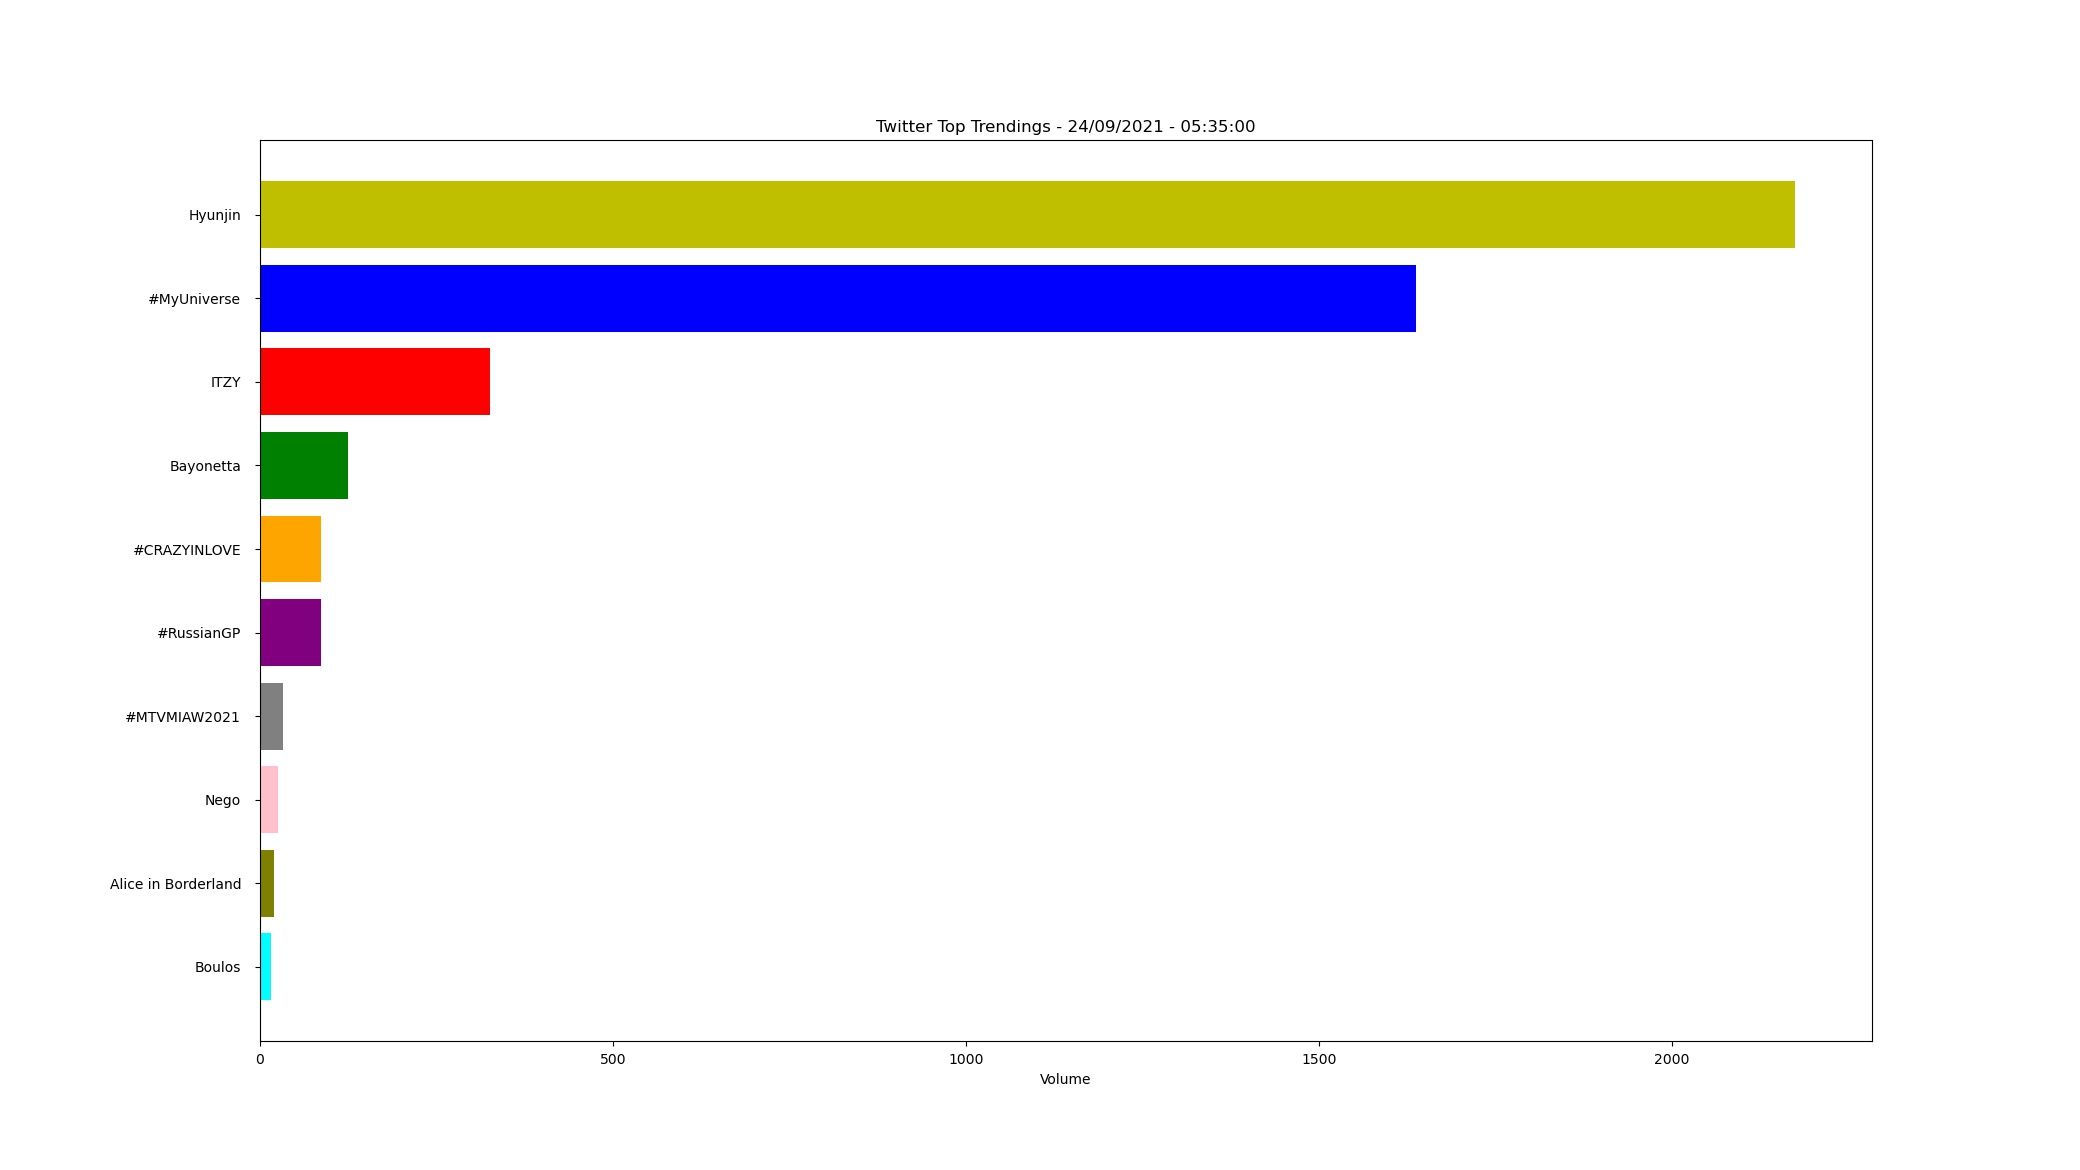 Twitter Top Trendings - 24/09/2021 - 05:35:00
Hyunjin
#MyUniverse
ITZY
Bayonetta
#CRAZYINLOVE
#RussianGP
#MTVMIAW2021
Nego
Alice in Borderland
Boulos
0 500 1000 1500 2000
Volume